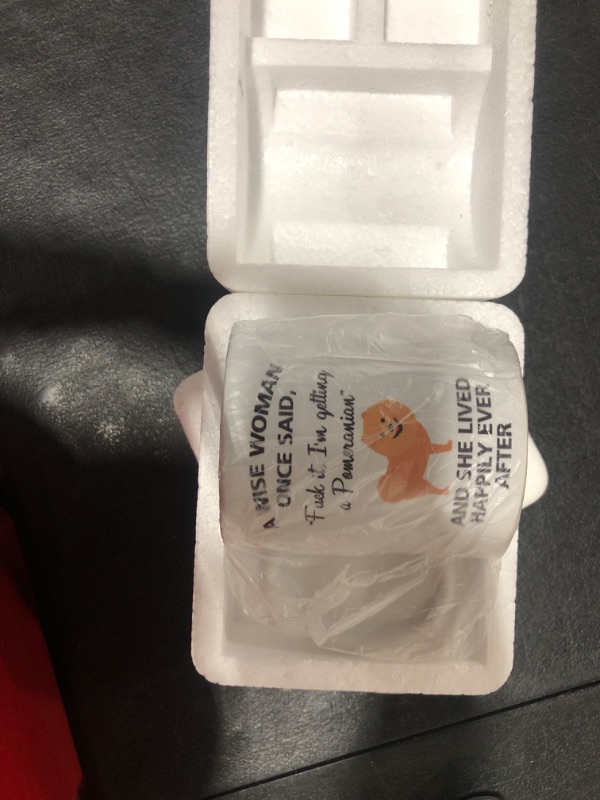 A WISE WOMAN
ONCE SAID,
"Fuck it, I'm getting
a Pomeranian"
AND SHE LIVED
HAPPILY EVER
AFTER